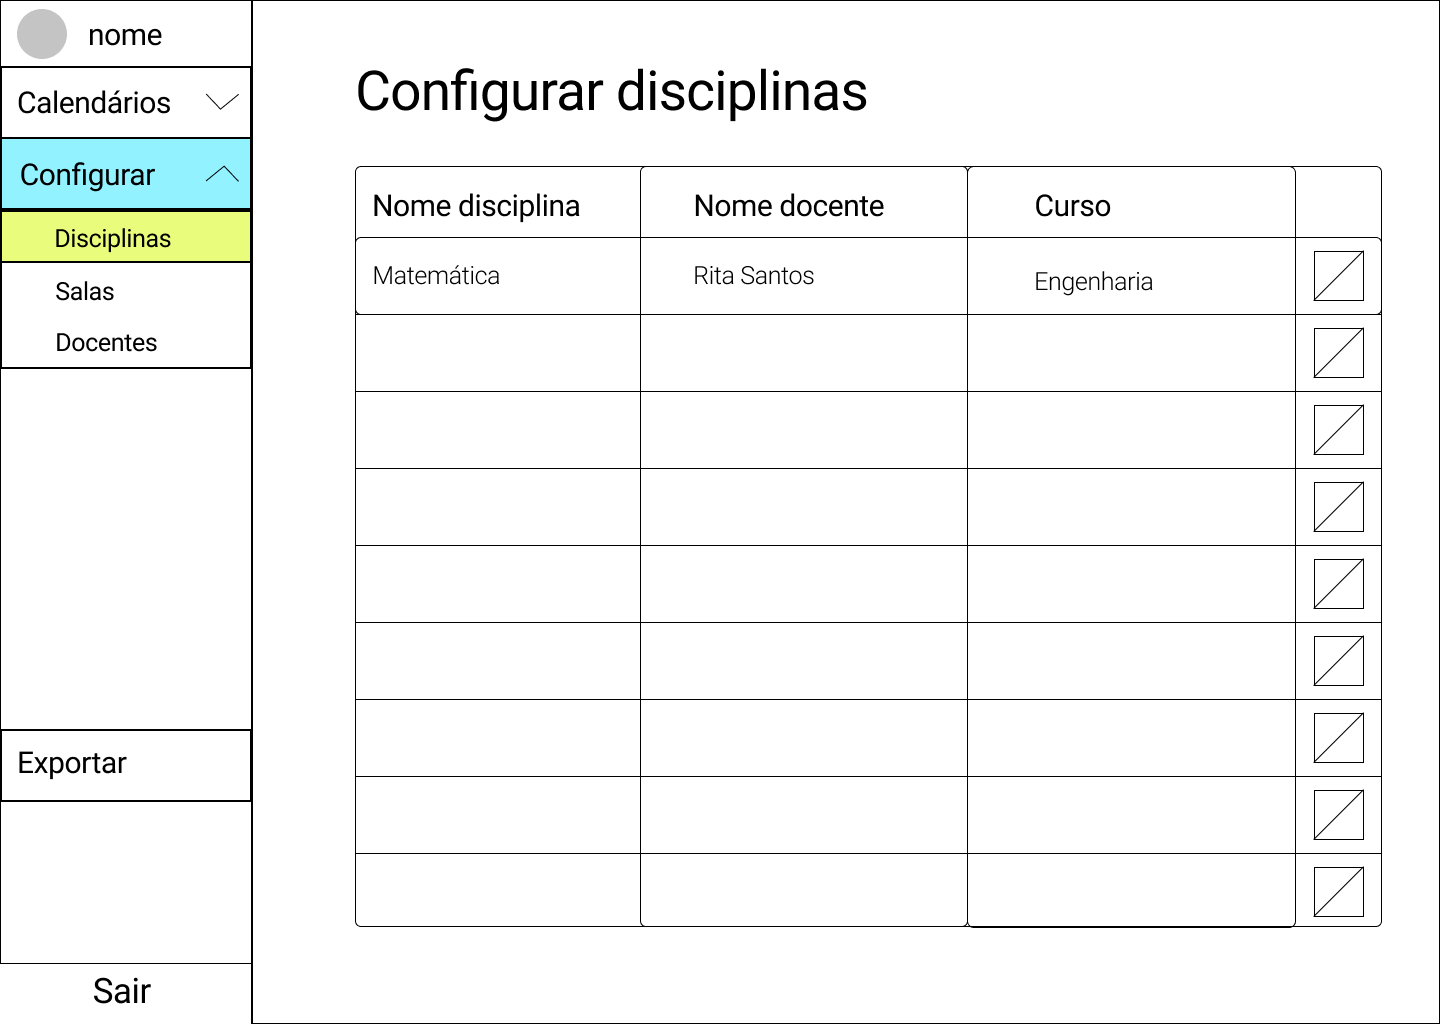 nome
Calendários
Configurar
Disciplinas
Salas
Docentes
Exportar
Sair
Configurar disciplinas
Nome disciplina Nome docente Curso
Matemática Rita Santos Engenharia